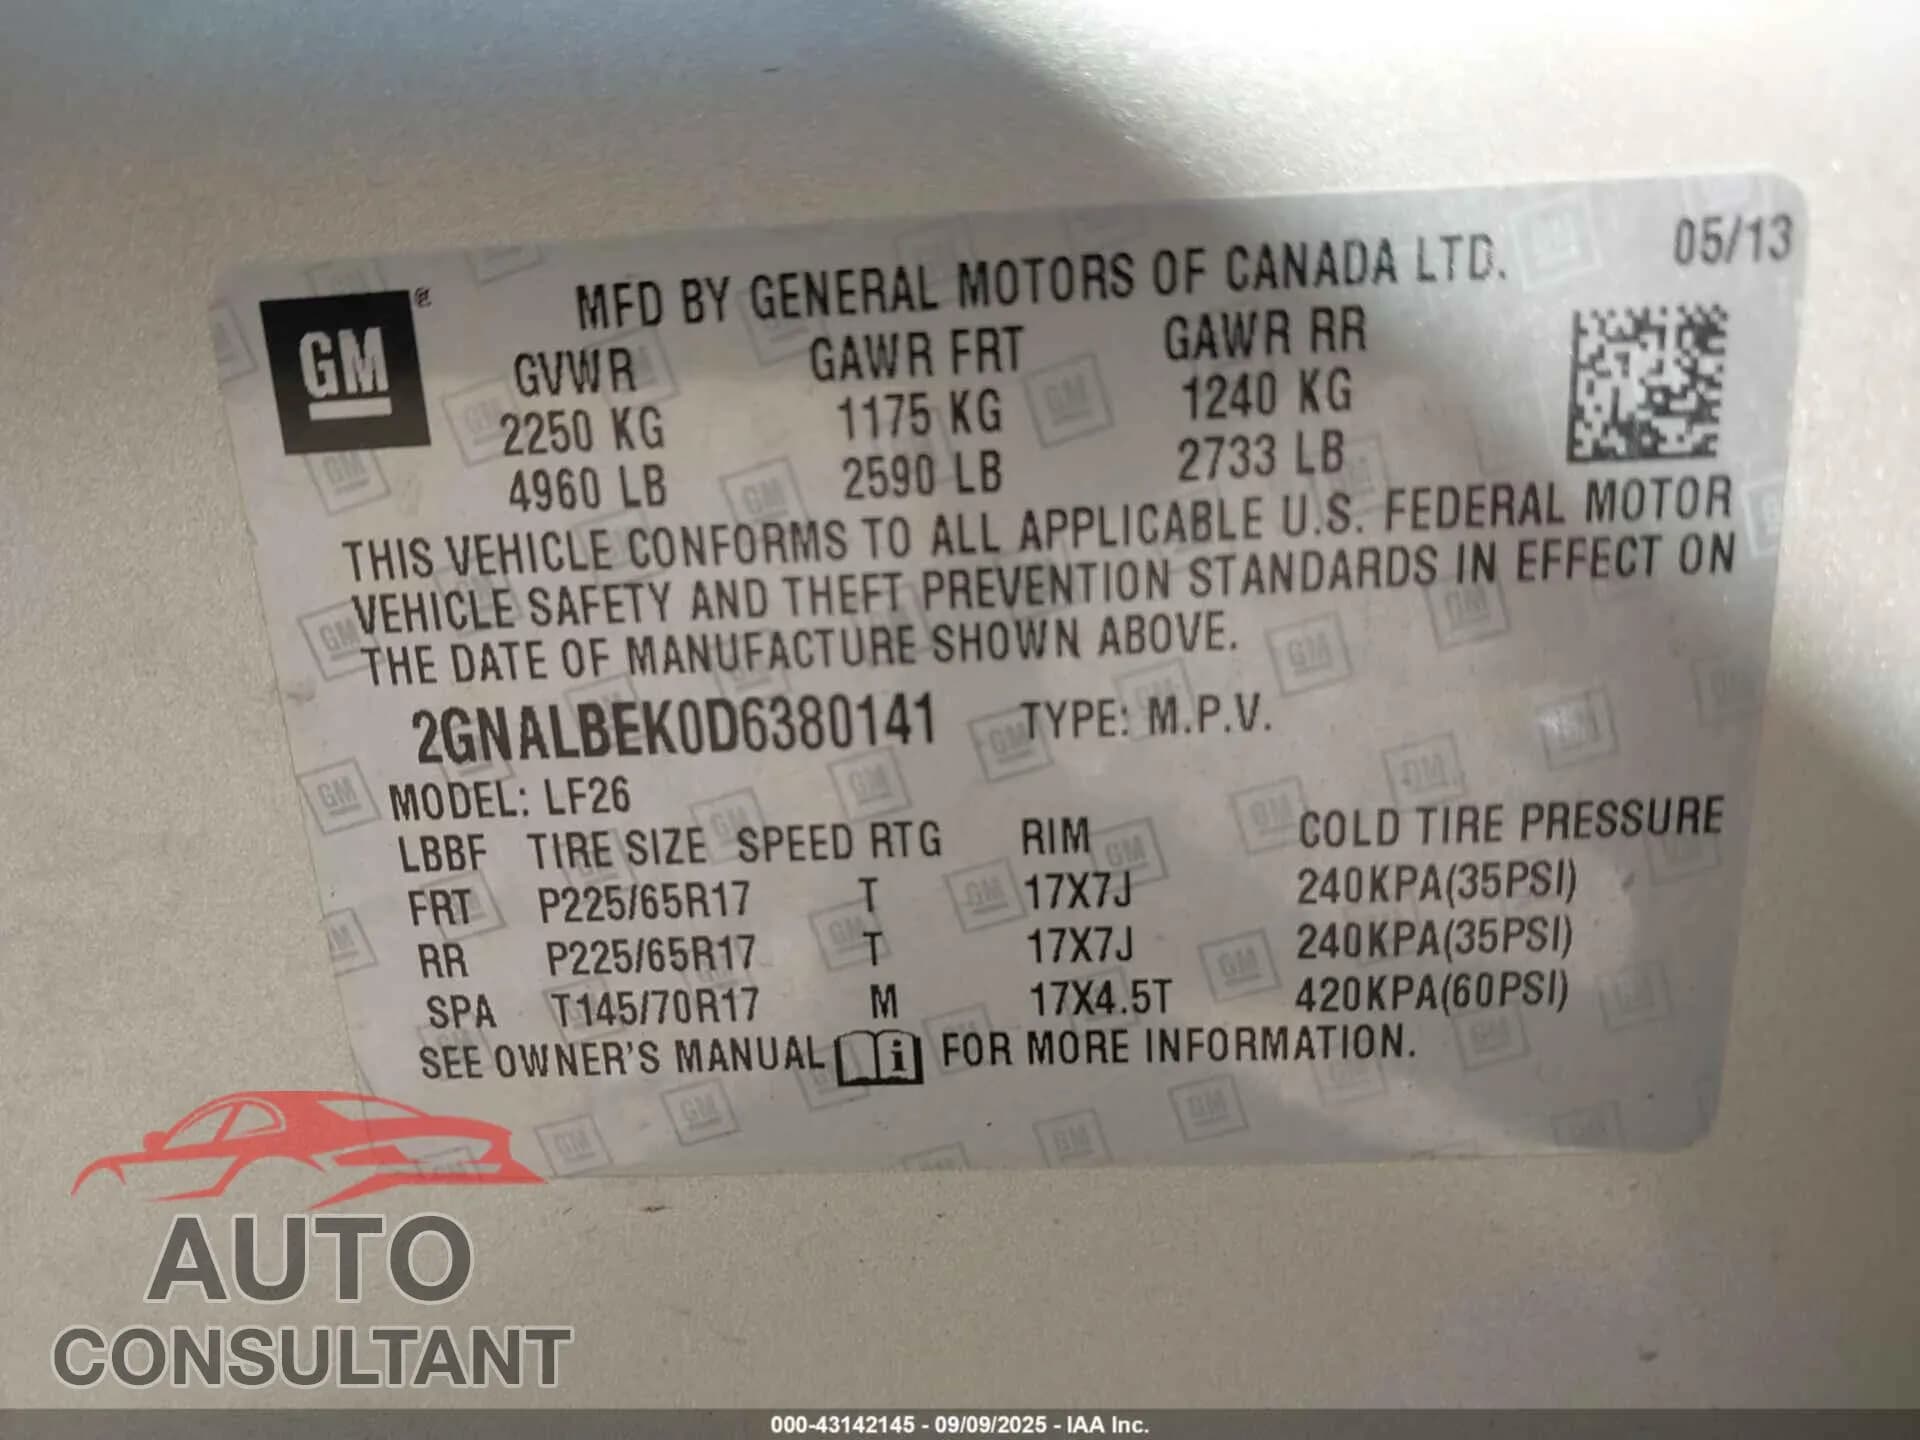 GM ®
MFD BY GENERAL MOTORS OF CANADA LTD. 05/13
GVWR GAWR FRT GAWR RR
2250 KG 1175 KG 1240 KG
4960 LB 2590 LB 2733 LB
THIS VEHICLE CONFORMS TO ALL APPLICABLE U.S. FEDERAL MOTOR
VEHICLE SAFETY AND THEFT PREVENTION STANDARDS IN EFFECT ON
THE DATE OF MANUFACTURE SHOWN ABOVE.
2GNALBEK0D6380141 TYPE: M.P.V.
MODEL: LF26
LBBF TIRE SIZE SPEED RTG RIM COLD TIRE PRESSURE
FRT P225/65R17 T 17X7J 240KPA(35PSI)
RR P225/65R17 T 17X7J 240KPA(35PSI)
SPA T145/70R17 M 17X4.5T 420KPA(60PSI)
SEE OWNER'S MANUAL i FOR MORE INFORMATION.
AUTO
CONSULTANT
000-43142145 - 09/09/2025 - IAA Inc.